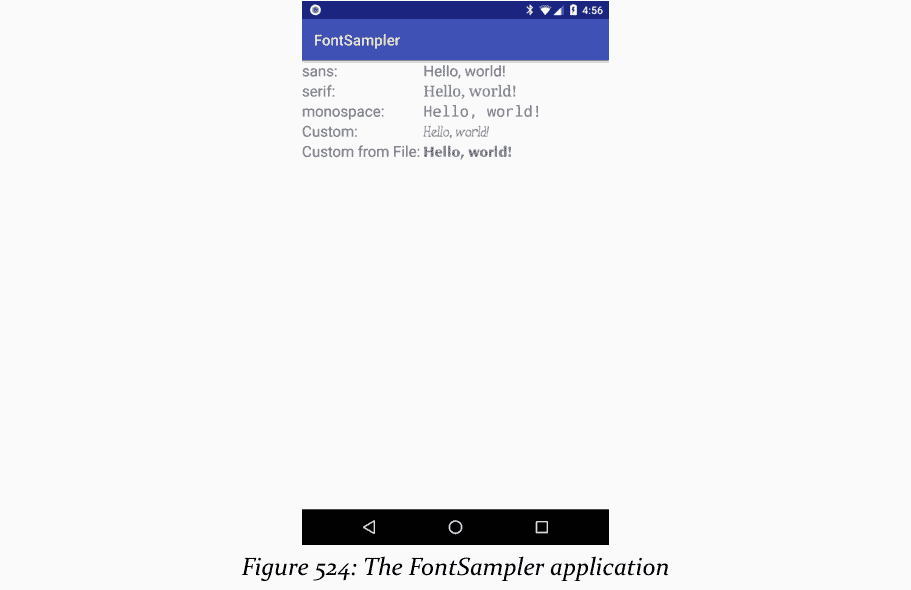 4:56
FontSampler
sans: Hello, world!
serif: Hello, world!
monospace: Hello, world!
Custom: Hello, world!
Custom from File: Hello, world!
Figure 524: The FontSampler application